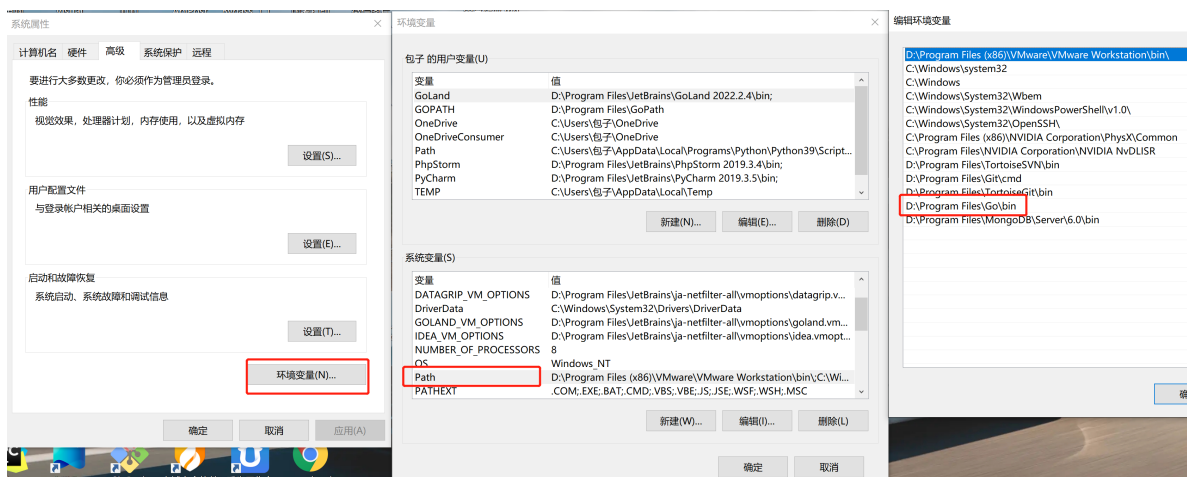 系统属性
计算机名
硬件
高级
系统保护
远程
要进行大多数更改，你必须作为管理员登录。
性能
视觉效果，处理器计划，内存使用，以及虚拟内存
设置(S)...
用户配置文件
与登录帐户相关的桌面设置
设置(E)...
启动和故障恢复
系统启动、系统故障和调试信息
设置(T)...
环境变量(N)...
确定
取消
应用(A)
环境变量
包子 的用户变量(U)
变量 值
GoLand D:\Program Files\JetBrains\GoLand 2022.2.4\bin;
GOPATH D:\Program Files\GoPath
OneDrive C:\Users\包子\OneDrive
OneDriveConsumer C:\Users\包子\OneDrive
Path C:\Users\包子\AppData\Local\Programs\Python\Python39\Script...
PhpStorm D:\Program Files\JetBrains\PhpStorm 2019.3.4\bin;
PyCharm D:\Program Files\JetBrains\PyCharm 2019.3.5\bin;
TEMP C:\Users\包子\AppData\Local\Temp
新建(N)...
编辑(E)...
删除(D)
系统变量(S)
变量 值
DATAGRIP_VM_OPTIONS D:\Program Files\JetBrains\ja-netfilter-all\vmoptions\datagrip.v...
DriverData C:\Windows\System32\Drivers\DriverData
GOLAND_VM_OPTIONS D:\Program Files\JetBrains\ja-netfilter-all\vmoptions\goland.vm...
IDEA_VM_OPTIONS D:\Program Files\JetBrains\ja-netfilter-all\vmoptions\idea.vmopt...
NUMBER_OF_PROCESSORS 8
OS Windows_NT
Path D:\Program Files (x86)\VMware\VMware Workstation\bin\;C:\Wi...
PATHEXT .COM;.EXE;.BAT;.CMD;.VBS;.VBE;.JS;.JSE;.WSF;.WSH;.MSC
新建(W)...
编辑(I)...
删除(L)
确定
取消
编辑环境变量
D:\Program Files (x86)\VMware\VMware Workstation\bin\
C:\Windows\system32
C:\Windows
C:\Windows\System32\Wbem
C:\Windows\System32\WindowsPowerShell\v1.0\
C:\Windows\System32\OpenSSH\
C:\Program Files (x86)\NVIDIA Corporation\PhysX\Common
C:\Program Files\NVIDIA Corporation\NVIDIA NvDLISR
D:\Program Files\TortoiseSVN\bin
D:\Program Files\Git\cmd
D:\Program Files\TortoiseGit\bin
D:\Program Files\Go\bin
D:\Program Files\MongoDB\Server\6.0\bin